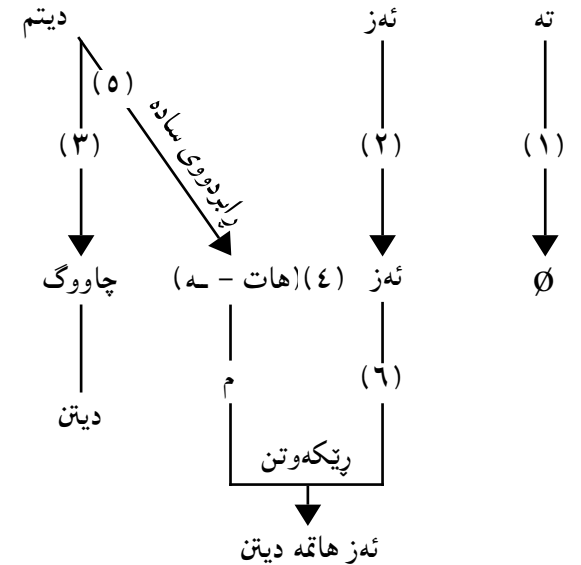 تە ئەز دیتم
(٥)
ڕابردووی سادە
(١) (٢) (٣)
Ø ئەز (٤)(هات – ـە) چاووگ
(٦) م
دیتن
ڕێکەوتن
ئەز هاتمە دیتن